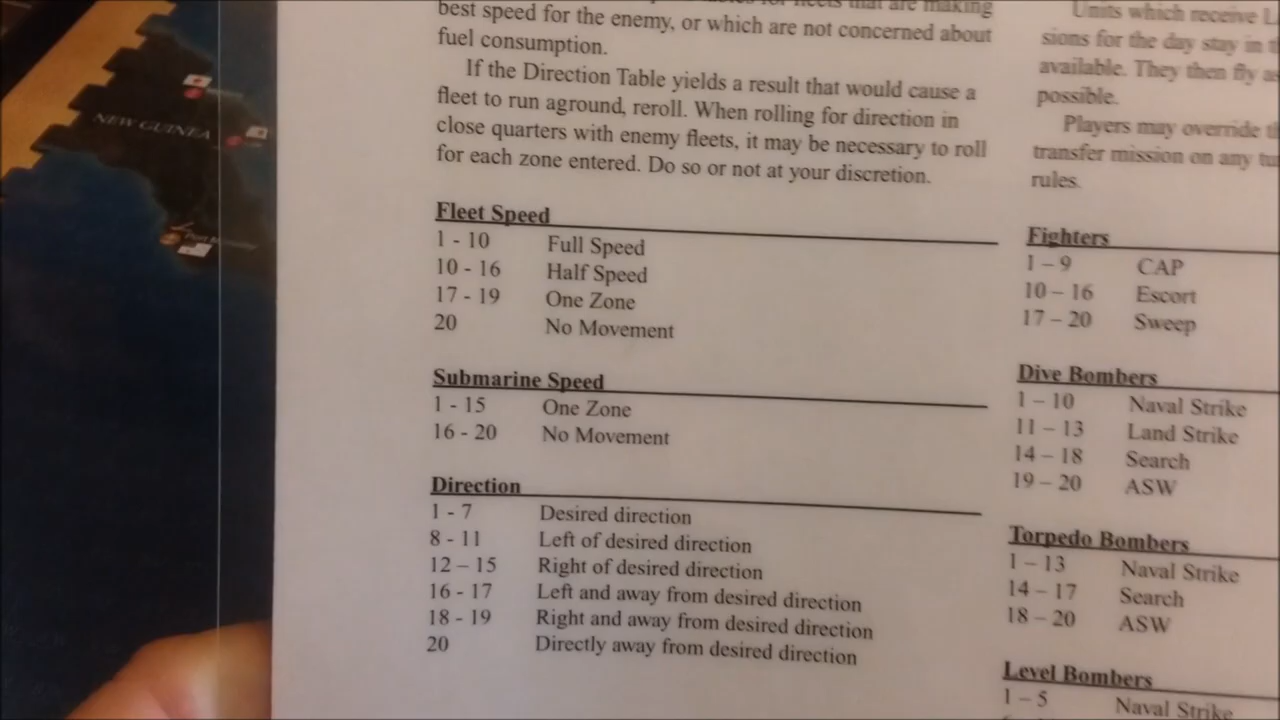 NEW GUINEA
best speed for the enemy, or which are not concerned about
fuel consumption.
If the Direction Table yields a result that would cause a
fleet to run aground, reroll. When rolling for direction in
close quarters with enemy fleets, it may be necessary to roll
for each zone entered. Do so or not at your discretion.
Fleet Speed
1 - 10 Full Speed
10 - 16 Half Speed
17 - 19 One Zone
20 No Movement
Submarine Speed
1 - 15 One Zone
16 - 20 No Movement
Direction
1 - 7 Desired direction
8 - 11 Left of desired direction
12 – 15 Right of desired direction
16 - 17 Left and away from desired direction
18 - 19 Right and away from desired direction
20 Directly away from desired direction
Units which receive
sions for the day stay in
available. They then fly
possible.
Players may override
transfer mission on any
rules.
Fighters
1 – 9 CAP
10 – 16 Escort
17 – 20 Sweep
Dive Bombers
1 – 10 Naval Strike
11 – 13 Land Strike
14 – 18 Search
19 – 20 ASW
Torpedo Bombers
1 – 13 Naval Strike
14 – 17 Search
18 – 20 ASW
Level Bombers
1 – 5 Naval Strike